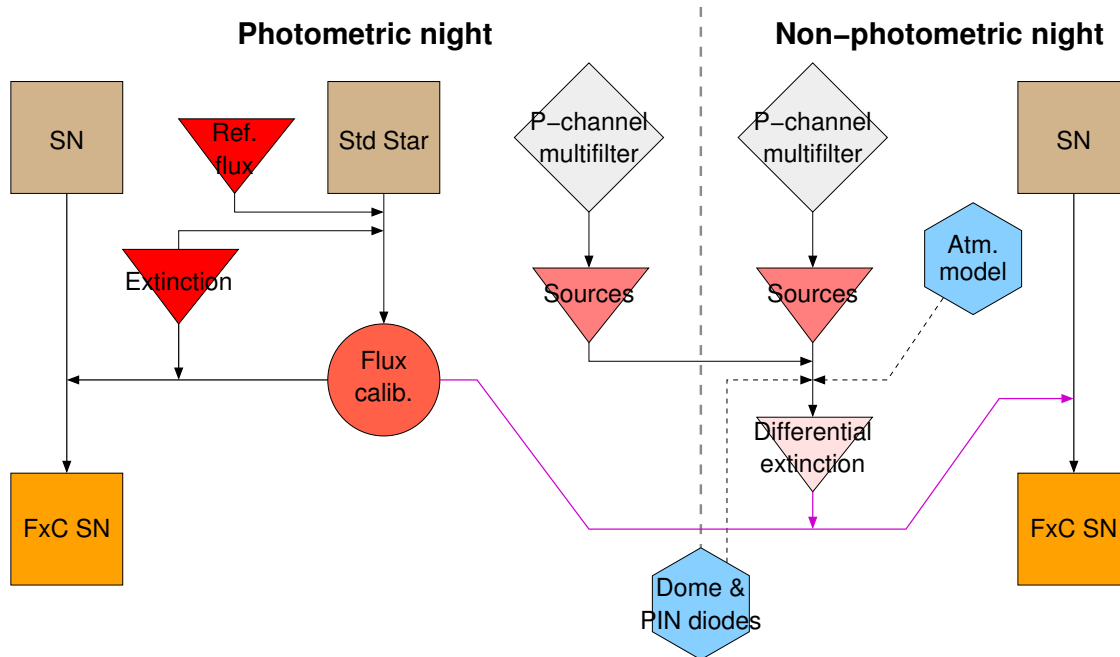 Photometric night
Non−photometric night
SN
Ref.
flux
Std Star
P−channel
multifilter
P−channel
multifilter
SN
Extinction
Sources
Sources
Atm.
model
Flux
calib.
Differential
extinction
FxC SN
FxC SN
Dome &
PIN diodes